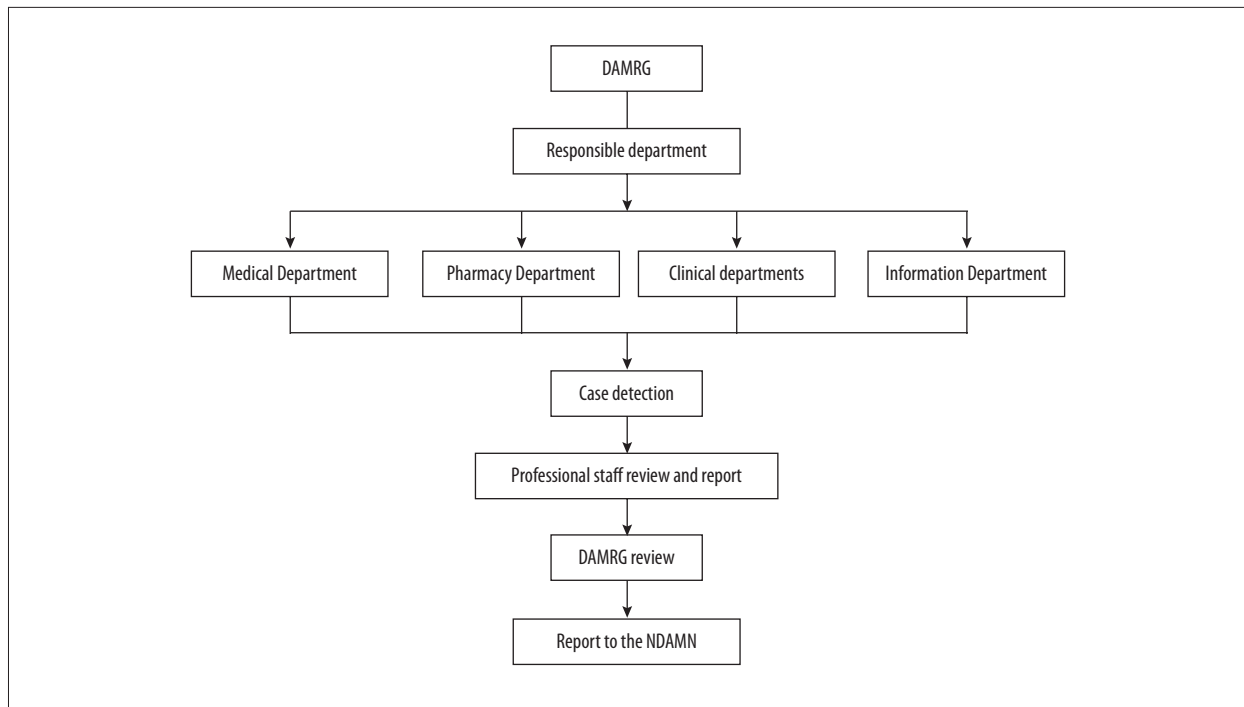 DAMRG
Responsible department
Medical Department
Pharmacy Department
Clinical departments
Information Department
Case detection
Professional staff review and report
DAMRG review
Report to the NDAMN